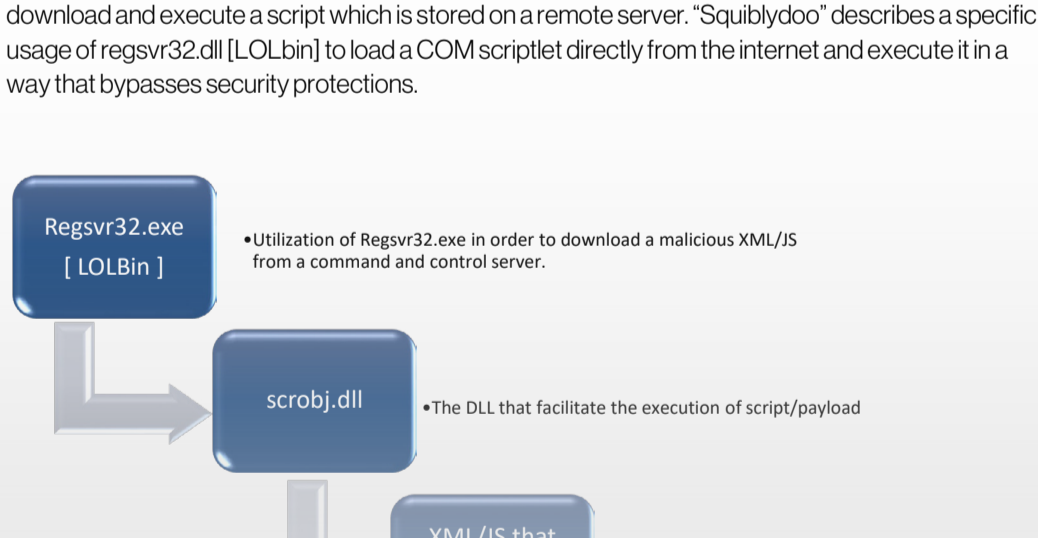 download and execute a script which is stored on a remote server. “Squiblydoo” describes a specific
usage of regsvr32.dll [LOLbin] to load a COM scriptlet directly from the internet and execute it in a
way that bypasses security protections.
Regsvr32.exe
[ LOLBin ]
•Utilization of Regsvr32.exe in order to download a malicious XML/JS
from a command and control server.
scrobj.dll
•The DLL that facilitate the execution of script/payload
XML/JS that